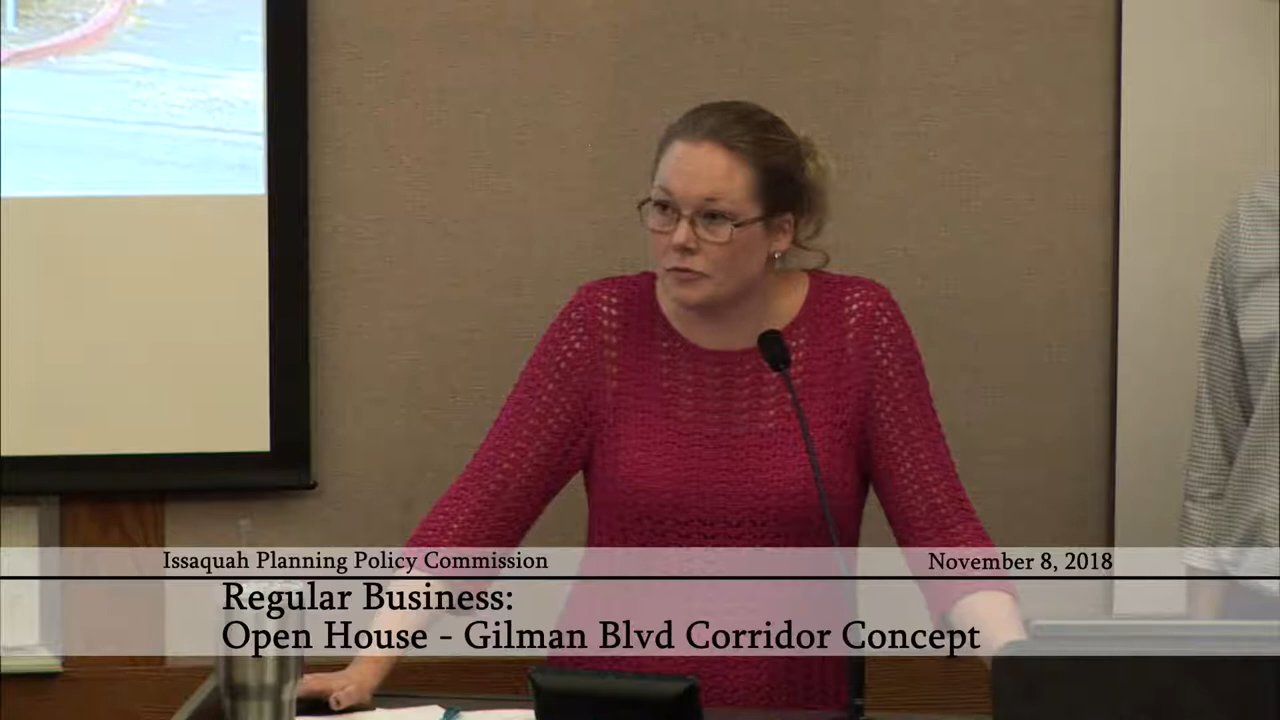 Issaquah Planning Policy Commission
November 8, 2018
Regular Business:
Open House - Gilman Blvd Corridor Concept